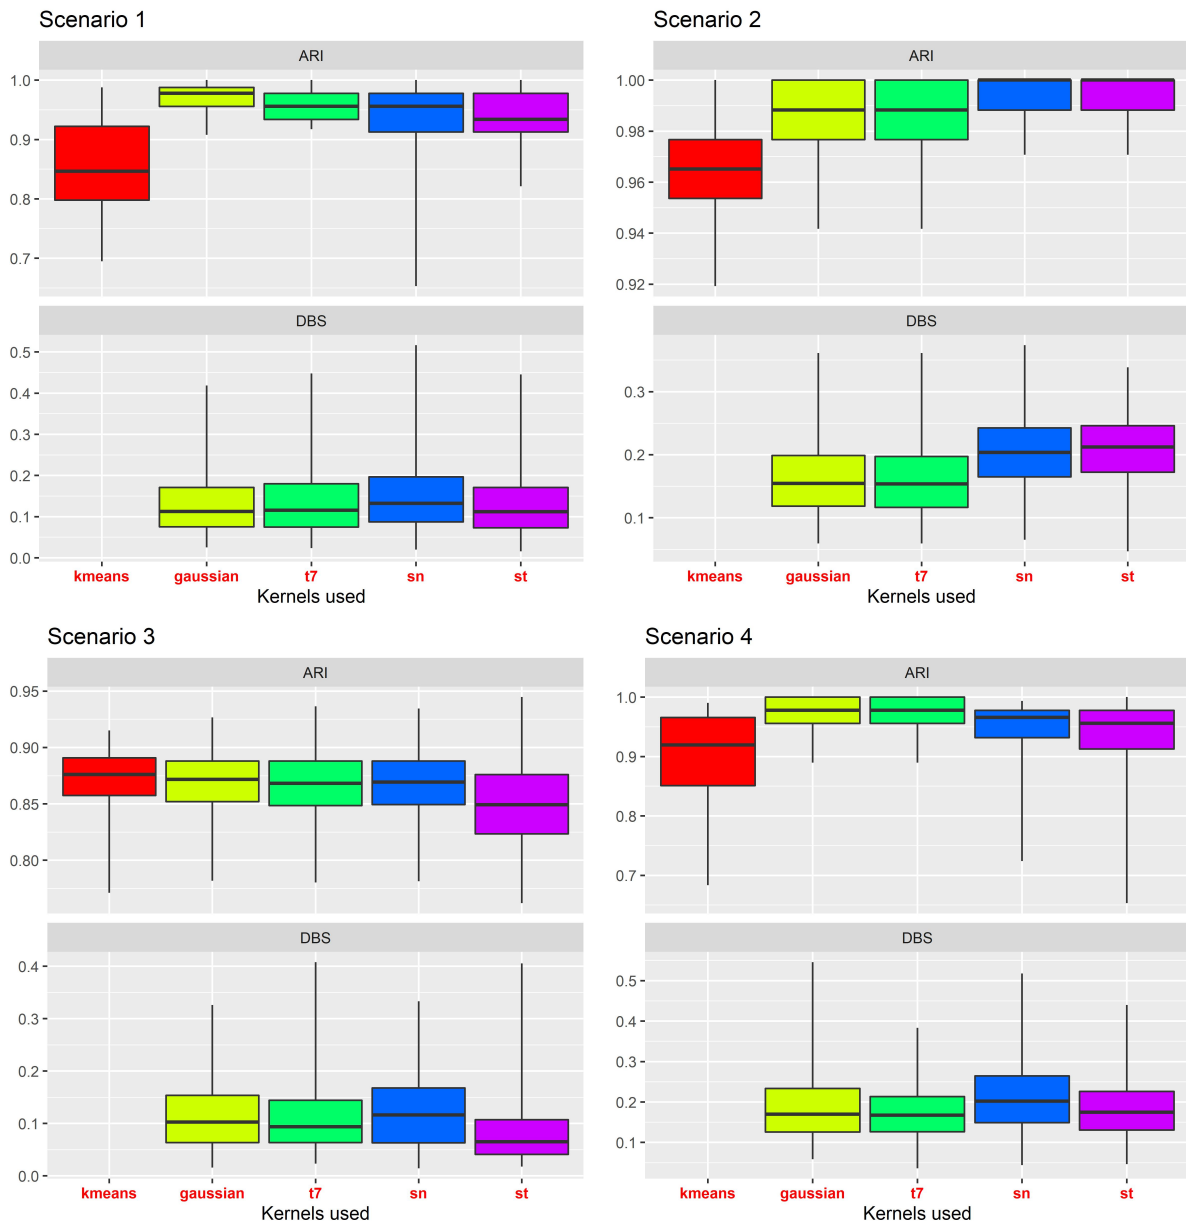 Scenario 1
ARI
1.0
0.9
0.8
0.7
DBS
0.5
0.4
0.3
0.2
0.1
0.0
kmeans gaussian t7 sn st
Kernels used
Scenario 2
ARI
1.00
0.98
0.96
0.94
0.92
DBS
0.3
0.2
0.1
kmeans gaussian t7 sn st
Kernels used
Scenario 3
ARI
0.95
0.90
0.85
0.80
DBS
0.4
0.3
0.2
0.1
0.0
kmeans gaussian t7 sn st
Kernels used
Scenario 4
ARI
1.0
0.9
0.8
0.7
DBS
0.5
0.4
0.3
0.2
0.1
kmeans gaussian t7 sn st
Kernels used